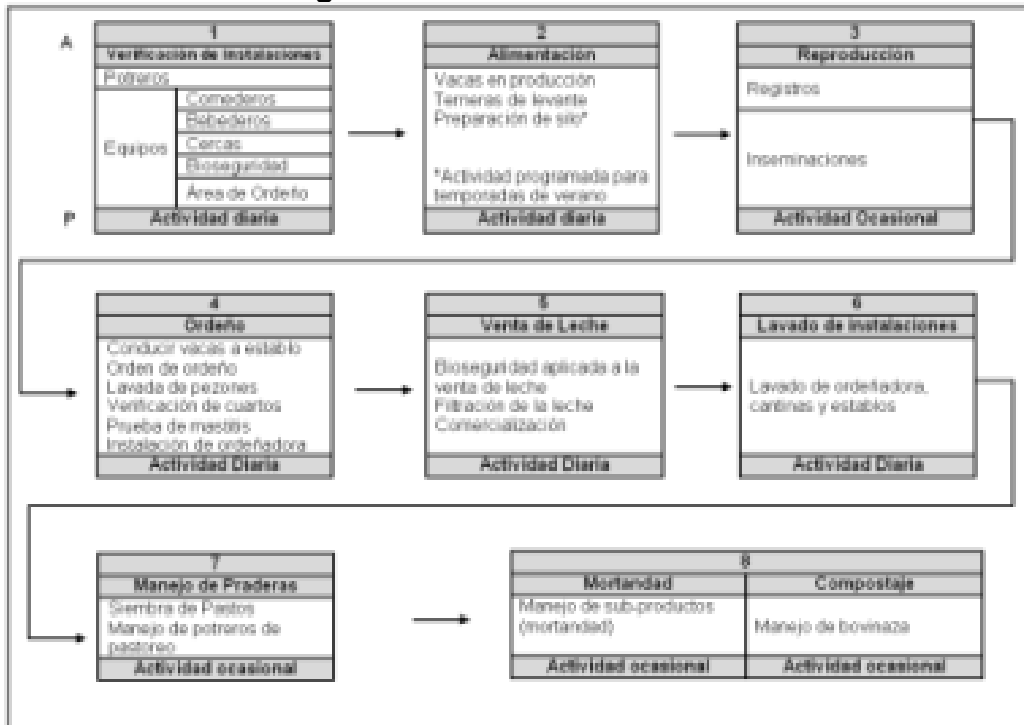 A
1
Verificación de Instalaciones
Potreros
Equipos
Comederos
Bebederos
Cercas
Bioseguridad
Área de Ordeño
P
Actividad diaria
2
Alimentación
Vacas en producción
Terneras de levante
Preparación de silo*
*Actividad programada para
temporadas de verano
Actividad diaria
3
Reproducción
Registros
Inseminaciones
Actividad Ocasional
4
Ordeño
Conducir vacas a establo
Orden de ordeño
Lavada de pezones
Verificación de cuartos
Prueba de mastitis
Instalación de ordeñadora
Actividad Diaria
5
Venta de Leche
Bioseguridad aplicada a la
venta de leche
Filtración de la leche
Comercialización
Actividad Diaria
6
Lavado de instalaciones
Lavado de ordeñadora,
cantinas y establos
Actividad Diaria
7
Manejo de Praderas
Siembra de Pastos
Manejo de potreros de
pastoreo
Actividad ocasional
8
Mortandad
Manejo de sub.productos
(mortandad)
Actividad ocasional
Compostaje
Manejo de bovinaza
Actividad ocasional